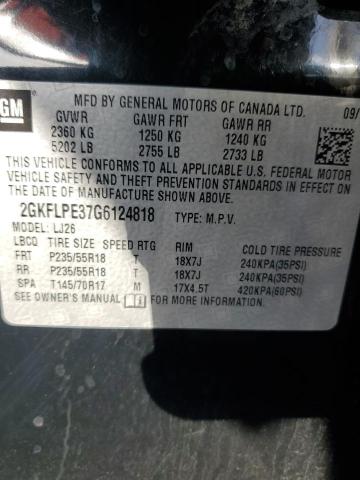 GM
MFD BY GENERAL MOTORS OF CANADA LTD. 09/
GVWR GAWR FRT GAWR RR
2360 KG 1250 KG 1240 KG
5202 LB 2755 LB 2733 LB
THIS VEHICLE CONFORMS TO ALL APPLICABLE U.S. FEDERAL MOTOR
VEHICLE SAFETY AND THEFT PREVENTION STANDARDS IN EFFECT ON
THE DATE OF MANUFACTURE SHOWN ABOVE.
2GKFLPE37G6124818 TYPE: M.P.V.
MODEL: LJ26
LBCQ TIRE SIZE SPEED RTG RIM COLD TIRE PRESSURE
FRT P235/55R18 T 18X7J 240KPA(35PSI)
RR P235/55R18 T 18X7J 240KPA(35PSI)
SPA T145/70R17 M 17X4.5T 420KPA(60PSI)
SEE OWNER'S MANUAL FOR MORE INFORMATION.